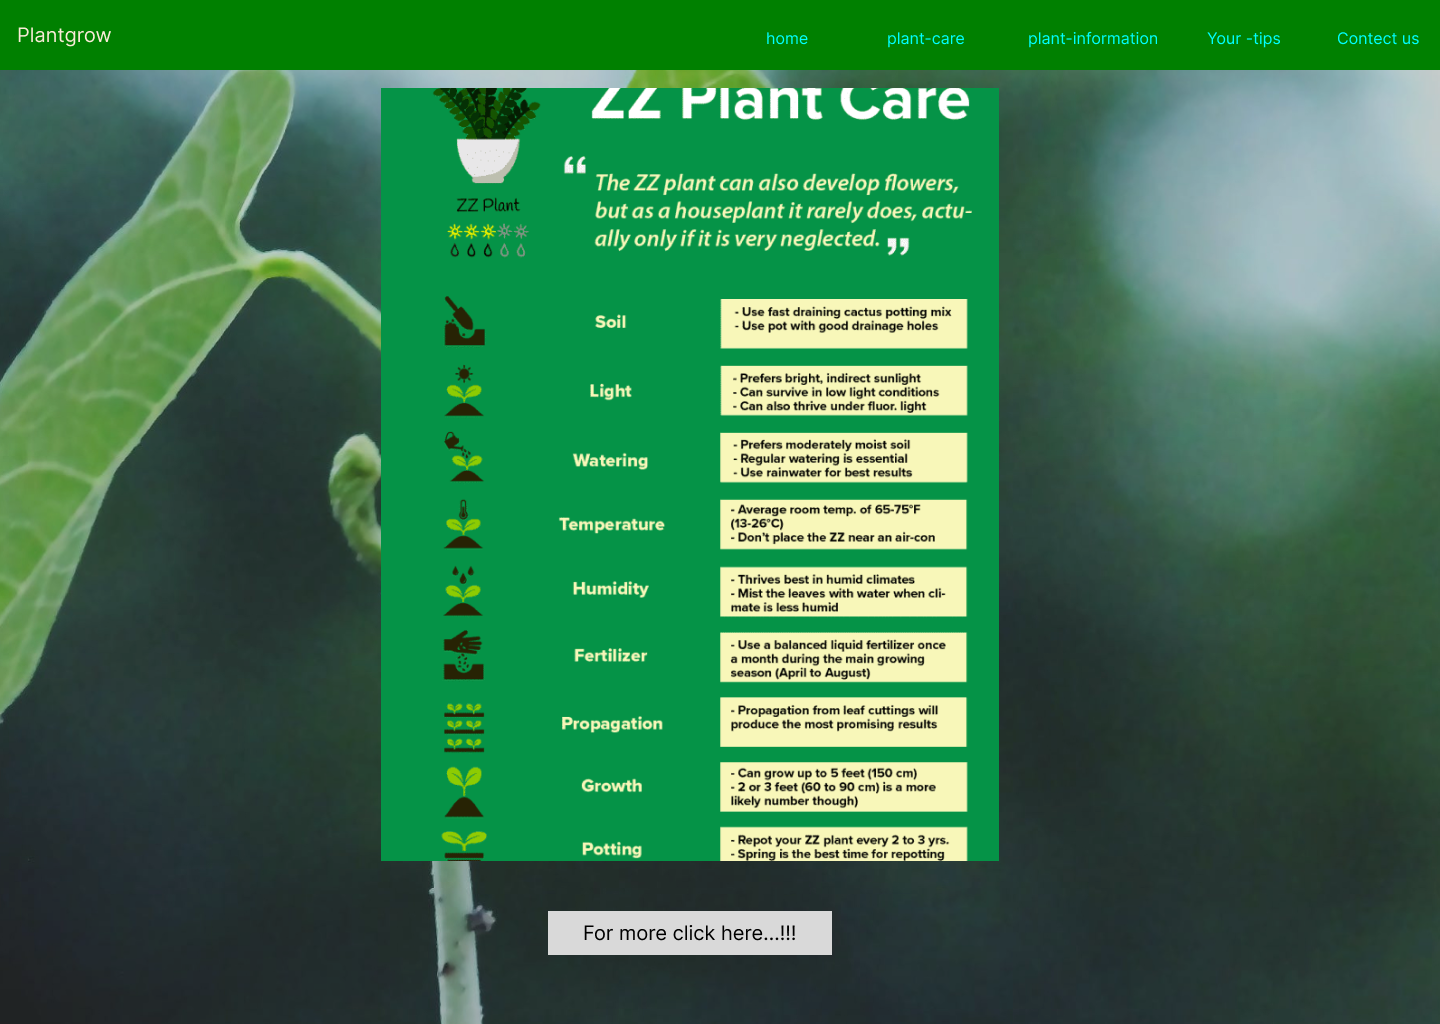 Plantgrow
home plant-care plant-information Your -tips Contect us
ZZ Plant Care
“ The ZZ plant can also develop flowers,
but as a houseplant it rarely does, actu-
ally only if it is very neglected. ”
ZZ Plant
Soil
- Use fast draining cactus potting mix
- Use pot with good drainage holes
Light
- Prefers bright, indirect sunlight
- Can survive in low light conditions
- Can also thrive under fluor. light
Watering
- Prefers moderately moist soil
- Regular watering is essential
- Use rainwater for best results
Temperature
- Average room temp. of 65-75°F
(13-26°C)
- Don't place the ZZ near an air-con
Humidity
- Thrives best in humid climates
- Mist the leaves with water when cli-
mate is less humid
Fertilizer
- Use a balanced liquid fertilizer once
a month during the main growing
season (April to August)
Propagation
- Propagation from leaf cuttings will
produce the most promising results
Growth
- Can grow up to 5 feet (150 cm)
- 2 or 3 feet (60 to 90 cm) is a more
likely number though)
Potting
- Repot your ZZ plant every 2 to 3 yrs.
- Spring is the best time for repotting
For more click here...!!!